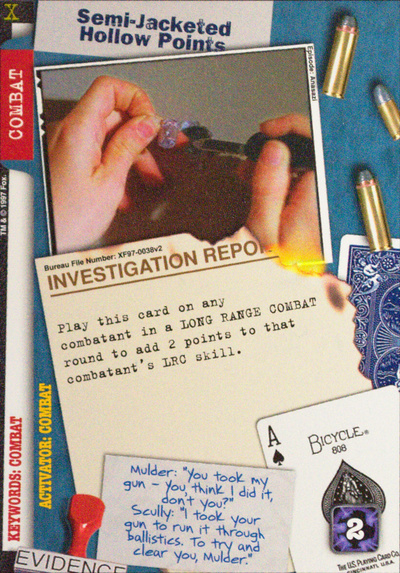 X
Semi-Jacketed
Hollow Points
COMBAT
Episode: Anasazi
TM & © 1997 Fox.
Bureau File Number: XF97-0038v2
INVESTIGATION REPO
Play this card on any
combatant in a LONG RANGE COMBAT
round to add 2 points to that
combatant's LRC skill.
KEYWORDS: COMBAT
ACTIVATOR: COMBAT
A
BICYCLE®
808
2
THE U.S. PLAYING CARD CO.
CINCINNATI, U.S.A.
Mulder: "You took my
gun - you think I did it,
don't you?"
Scully: "I took your
gun to run it through
ballistics. To try and
clear you, Mulder."
EVIDENCE